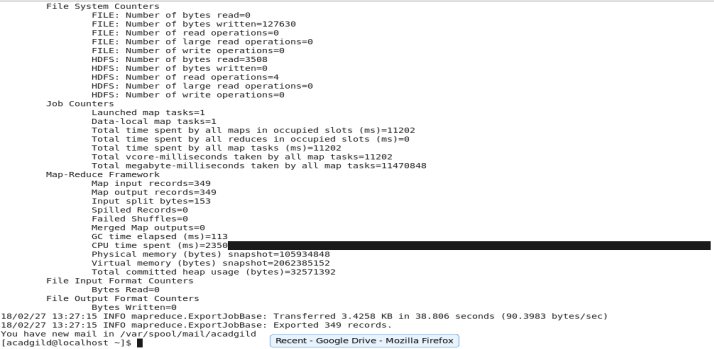 File System Counters
FILE: Number of bytes read=0
FILE: Number of bytes written=127630
FILE: Number of read operations=0
FILE: Number of large read operations=0
FILE: Number of write operations=0
HDFS: Number of bytes read=3508
HDFS: Number of bytes written=0
HDFS: Number of read operations=4
HDFS: Number of large read operations=0
HDFS: Number of write operations=0
Job Counters
Launched map tasks=1
Data-local map tasks=1
Total time spent by all maps in occupied slots (ms)=11202
Total time spent by all reduces in occupied slots (ms)=0
Total time spent by all map tasks (ms)=11202
Total vcore-milliseconds taken by all map tasks=11202
Total megabyte-milliseconds taken by all map tasks=11470848
Map-Reduce Framework
Map input records=349
Map output records=349
Input split bytes=153
Spilled Records=0
Failed Shuffles=0
Merged Map outputs=0
GC time elapsed (ms)=113
CPU time spent (ms)=2350
Physical memory (bytes) snapshot=105934848
Virtual memory (bytes) snapshot=2062385152
Total committed heap usage (bytes)=32571392
File Input Format Counters
Bytes Read=0
File Output Format Counters
Bytes Written=0
18/02/27 13:27:15 INFO mapreduce.ExportJobBase: Transferred 3.4258 KB in 38.806 seconds (90.3983 bytes/sec)
18/02/27 13:27:15 INFO mapreduce.ExportJobBase: Exported 349 records.
You have new mail in /var/spool/mail/acadgild
[acadgild@localhost ~]$
Recent - Google Drive - Mozilla Firefox